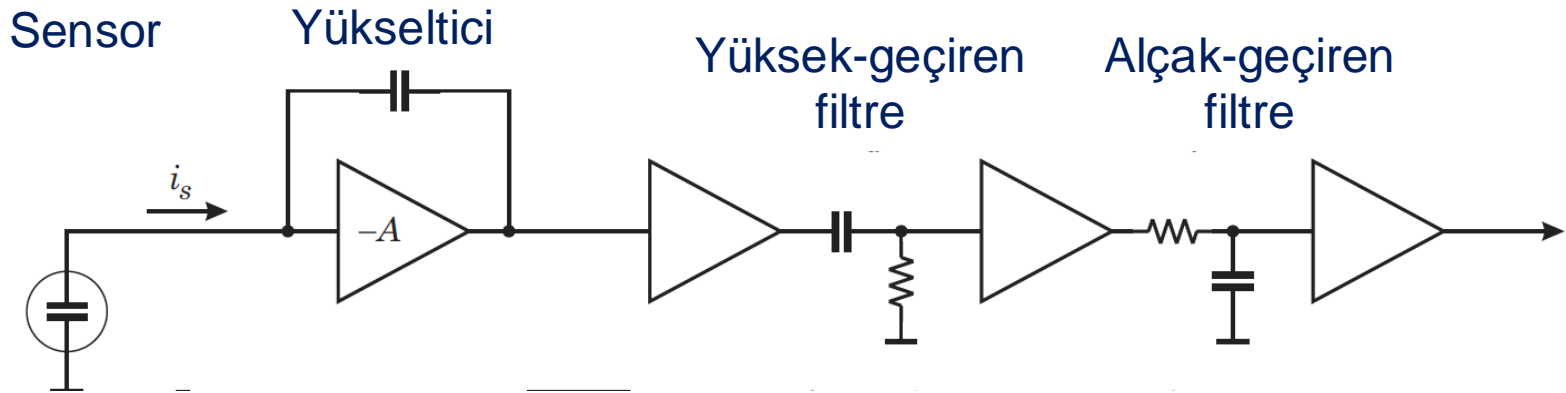 Sensor
Yükseltici
Yüksek-geçiren
filtre
Alçak-geçiren
filtre
i_s
–A